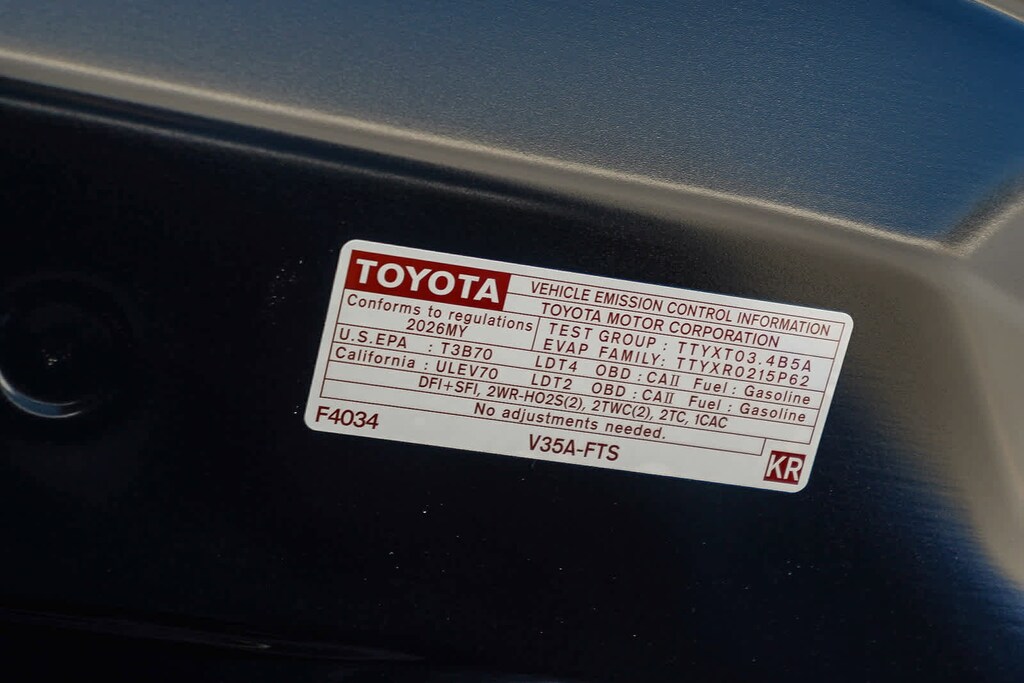 TOYOTA VEHICLE EMISSION CONTROL INFORMATION
Conforms to regulations TOYOTA MOTOR CORPORATION
2026MY TEST GROUP : TTYXT03.4B5A
EVAP FAMILY: TTYXR0215P62
U.S.EPA : T3B70 LDT4 OBD : CAII Fuel : Gasoline
California : ULEV70 LDT2 OBD : CAII Fuel : Gasoline
DFI+SFI, 2WR-HO2S(2), 2TWC(2), 2TC, 1CAC
No adjustments needed.
F4034 V35A-FTS KR